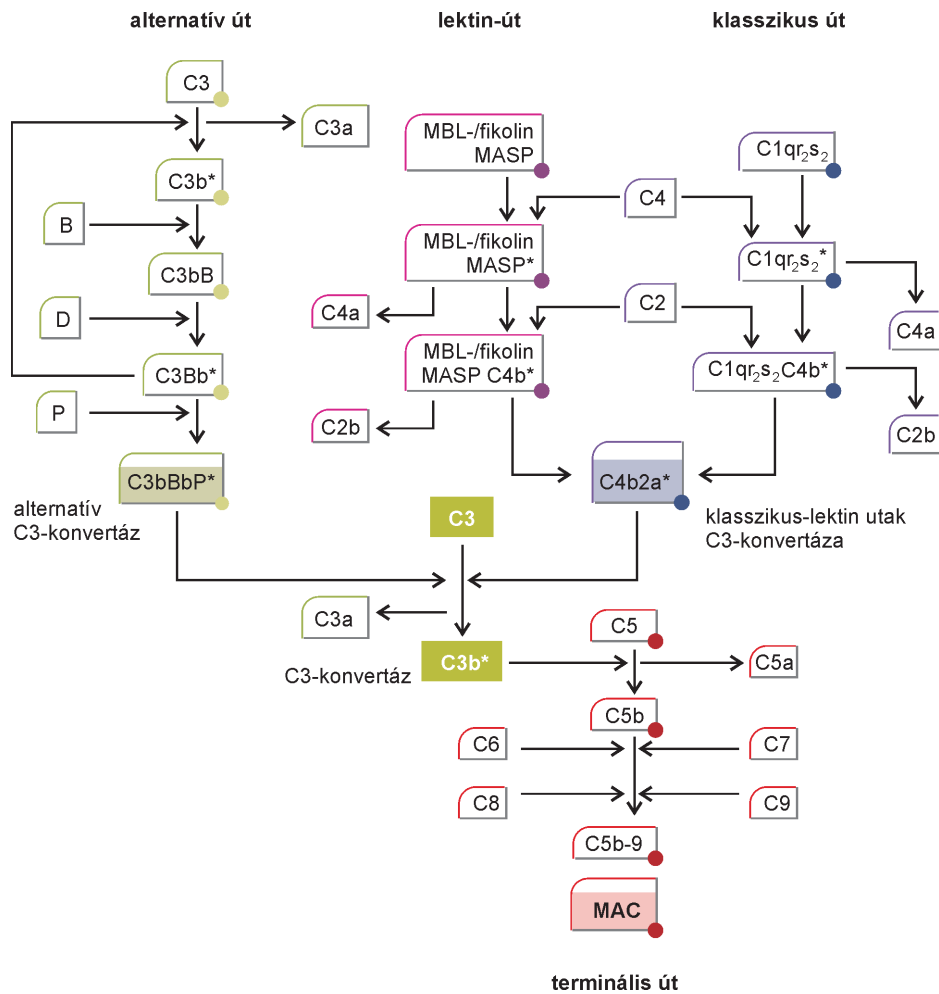 alternatív út
lektin-út
klasszikus út
C3
C3a
MBL-/fikolin
MASP
C1qr₂s₂
C3b*
C4
B
MBL-/fikolin
MASP*
C1qr₂s₂*
C3bB
C4a
C2
D
C4a
C3Bb*
MBL-/fikolin
MASP C4b*
C1qr₂s₂C4b*
P
C2b
C2b
C3bBbP*
C4b2a*
alternatív
C3-konvertáz
C3
klasszikus-lektin utak
C3-konvertáza
C3a
C5
C3-konvertáz
C3b*
C5a
C5b
C6
C7
C8
C9
C5b-9
MAC
terminális út